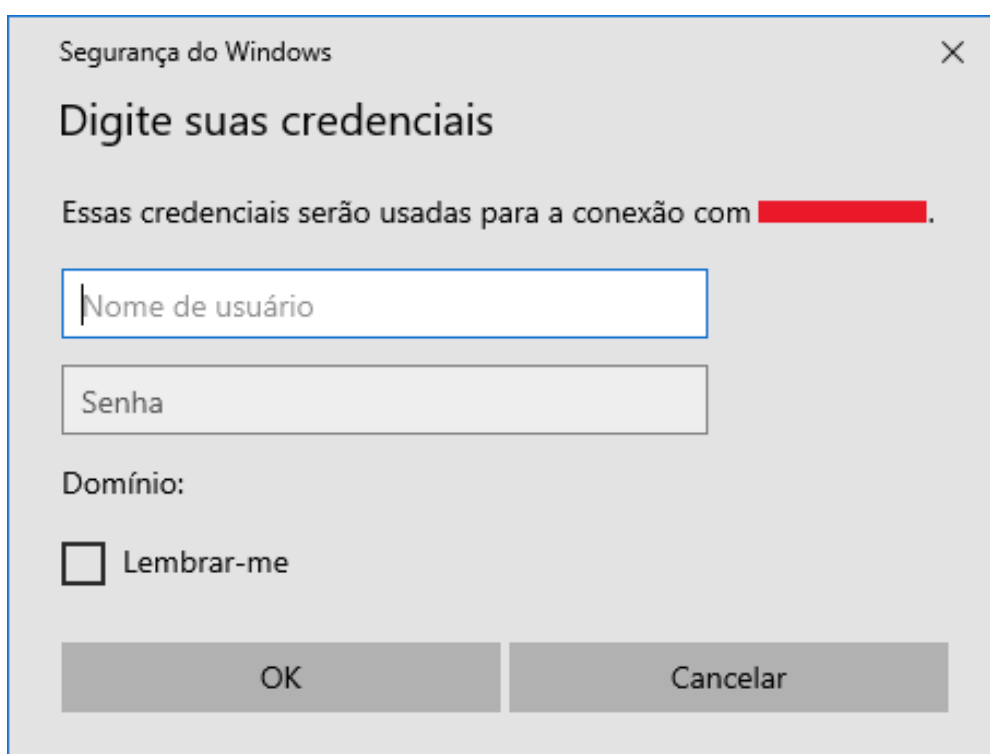 Segurança do Windows
Digite suas credenciais
Essas credenciais serão usadas para a conexão com .
Nome de usuário
Senha
Domínio:
Lembrar-me
OK
Cancelar